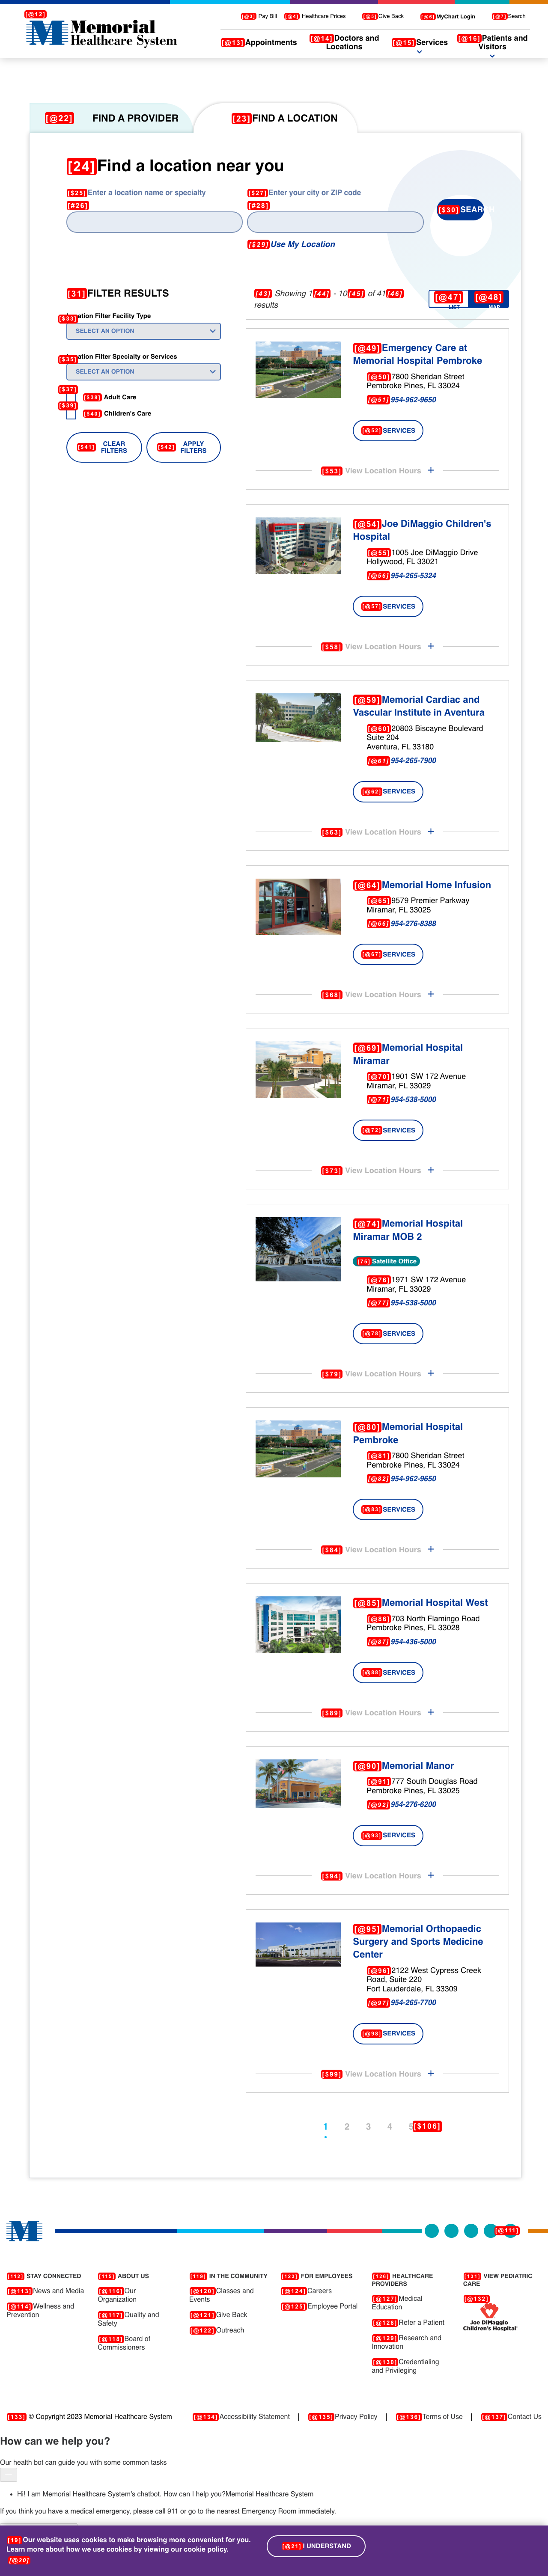 [@12]
Memorial
Healthcare System
[@3] Pay Bill [@4] Healthcare Prices [@5] Give Back [@6] MyChart Login [@7] Search
[@13] Appointments [@14] Doctors and Locations [@15] Services [@16] Patients and Visitors
[@22] FIND A PROVIDER [23] FIND A LOCATION
[24] Find a location near you
[$25] Enter a location name or specialty [$27] Enter your city or ZIP code
[#26] [#28]
[$30] SEARCH
[$29] Use My Location
[31] FILTER RESULTS
[$33] Location Filter Facility Type
SELECT AN OPTION
[$35] Location Filter Specialty or Services
SELECT AN OPTION
[$37]
[$38] Adult Care
[$39]
[$40] Children's Care
[$41] CLEAR FILTERS [$42] APPLY FILTERS
[43] Showing 1 [44] - 10 [45] of 41 [46]
results
[@47] LIST [@48] MAP
[@49] Emergency Care at
Memorial Hospital Pembroke
[@50] 7800 Sheridan Street
Pembroke Pines, FL 33024
[@51] 954-962-9650
[@52] SERVICES
[$53] View Location Hours +
[@54] Joe DiMaggio Children's
Hospital
[@55] 1005 Joe DiMaggio Drive
Hollywood, FL 33021
[@56] 954-265-5324
[@57] SERVICES
[$58] View Location Hours +
[@59] Memorial Cardiac and
Vascular Institute in Aventura
[@60] 20803 Biscayne Boulevard
Suite 204
Aventura, FL 33180
[@61] 954-265-7900
[@62] SERVICES
[$63] View Location Hours +
[@64] Memorial Home Infusion
[@65] 9579 Premier Parkway
Miramar, FL 33025
[@66] 954-276-8388
[@67] SERVICES
[$68] View Location Hours +
[@69] Memorial Hospital
Miramar
[@70] 1901 SW 172 Avenue
Miramar, FL 33029
[@71] 954-538-5000
[@72] SERVICES
[$73] View Location Hours +
[@74] Memorial Hospital
Miramar MOB 2
[75] Satellite Office
[@76] 1971 SW 172 Avenue
Miramar, FL 33029
[@77] 954-538-5000
[@78] SERVICES
[$79] View Location Hours +
[@80] Memorial Hospital
Pembroke
[@81] 7800 Sheridan Street
Pembroke Pines, FL 33024
[@82] 954-962-9650
[@83] SERVICES
[$84] View Location Hours +
[@85] Memorial Hospital West
[@86] 703 North Flamingo Road
Pembroke Pines, FL 33028
[@87] 954-436-5000
[@88] SERVICES
[$89] View Location Hours +
[@90] Memorial Manor
[@91] 777 South Douglas Road
Pembroke Pines, FL 33025
[@92] 954-276-6200
[@93] SERVICES
[$94] View Location Hours +
[@95] Memorial Orthopaedic
Surgery and Sports Medicine
Center
[@96] 2122 West Cypress Creek
Road, Suite 220
Fort Lauderdale, FL 33309
[@97] 954-265-7700
[@98] SERVICES
[$99] View Location Hours +
1 2 3 4 5 [$106]
[@111]
[112] STAY CONNECTED
[@113] News and Media
[@114] Wellness and
Prevention
[115] ABOUT US
[@116] Our
Organization
[@117] Quality and
Safety
[@118] Board of
Commissioners
[119] IN THE COMMUNITY
[@120] Classes and
Events
[@121] Give Back
[@122] Outreach
[123] FOR EMPLOYEES
[@124] Careers
[@125] Employee Portal
[126] HEALTHCARE
PROVIDERS
[@127] Medical
Education
[@128] Refer a Patient
[@129] Research and
Innovation
[@130] Credentialing
and Privileging
[131] VIEW PEDIATRIC
CARE
[@132]
Joe DiMaggio
Children's Hospital
[133] © Copyright 2023 Memorial Healthcare System [@134] Accessibility Statement | [@135] Privacy Policy | [@136] Terms of Use | [@137] Contact Us
How can we help you?
Our health bot can guide you with some common tasks
• Hi! I am Memorial Healthcare System's chatbot. How can I help you?Memorial Healthcare System
If you think you have a medical emergency, please call 911 or go to the nearest Emergency Room immediately.
[19] Our website uses cookies to make browsing more convenient for you.
Learn more about how we use cookies by viewing our cookie policy.
[@20]
[@21] I UNDERSTAND